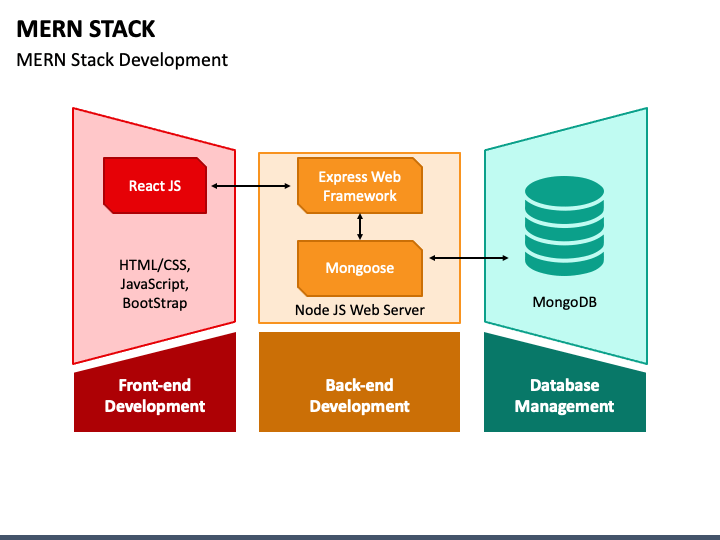 MERN STACK
MERN Stack Development
React JS
HTML/CSS,
JavaScript,
BootStrap
Front-end
Development
Express Web
Framework
Mongoose
Node JS Web Server
Back-end
Development
MongoDB
Database
Management